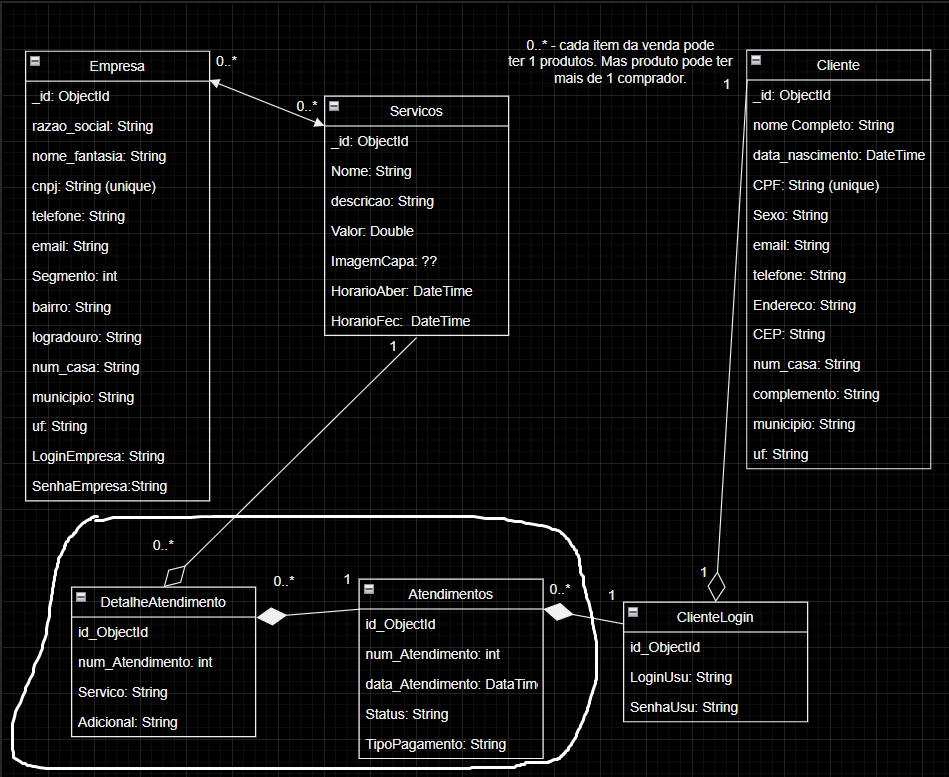 0..* - cada item da venda pode
ter 1 produtos. Mas produto pode ter
mais de 1 comprador.
Empresa
_id: ObjectId
razao_social: String
nome_fantasia: String
cnpj: String (unique)
telefone: String
email: String
Segmento: int
bairro: String
logradouro: String
num_casa: String
municipio: String
uf: String
LoginEmpresa: String
SenhaEmpresa:String
0..*
0..*
Servicos
_id: ObjectId
Nome: String
descricao: String
Valor: Double
ImagemCapa: ??
HorarioAber: DateTime
HorarioFec: DateTime
1
1
Cliente
_id: ObjectId
nome Completo: String
data_nascimento: DateTime
CPF: String (unique)
Sexo: String
email: String
telefone: String
Endereco: String
CEP: String
num_casa: String
complemento: String
municipio: String
uf: String
0..*
DetalheAtendimento
id_ObjectId
num_Atendimento: int
Servico: String
Adicional: String
0..*
1
Atendimentos
id_ObjectId
num_Atendimento: int
data_Atendimento: DataTim
Status: String
TipoPagamento: String
0..*
1
1
ClienteLogin
id_ObjectId
LoginUsu: String
SenhaUsu: String